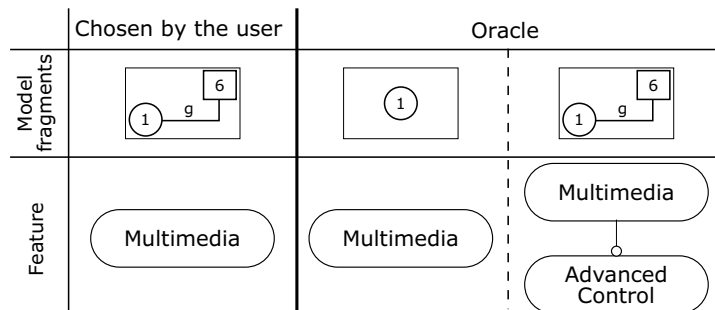 Chosen by the user
Oracle
Model
fragments
1
g
6
1
1
g
6
Feature
Multimedia
Multimedia
Multimedia
Advanced
Control